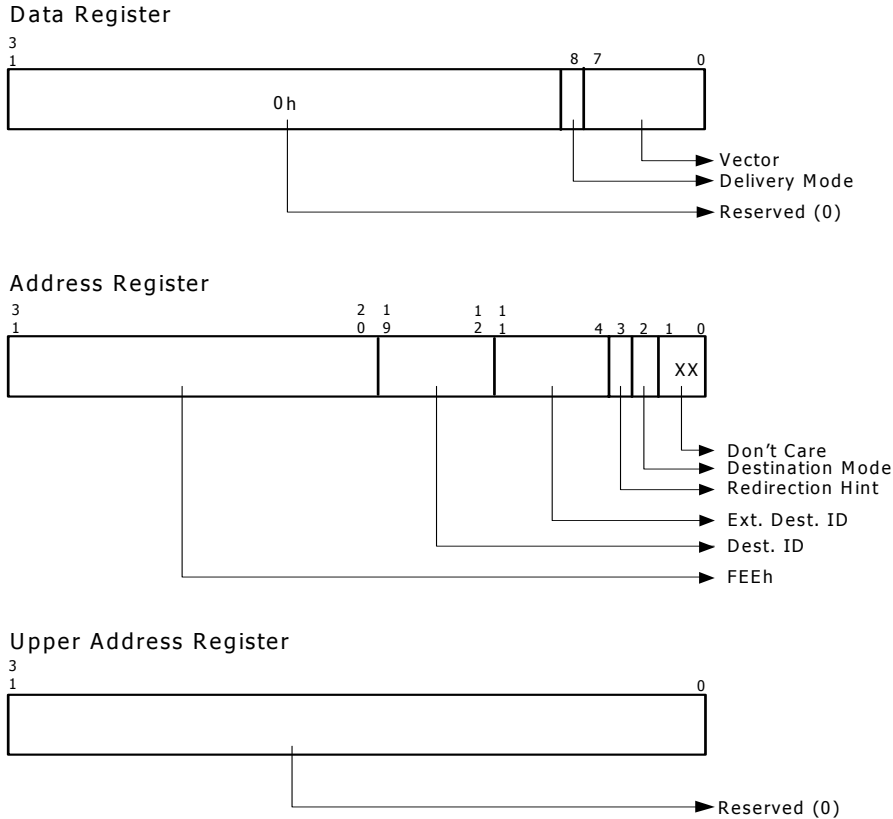 Data Register
3
1 8 7 0
0h
Vector
Delivery Mode
Reserved (0)
Address Register
3 2 1 1 1
1 0 9 2 1 4 3 2 1 0
XX
Don't Care
Destination Mode
Redirection Hint
Ext. Dest. ID
Dest. ID
FEEh
Upper Address Register
3
1 0
Reserved (0)